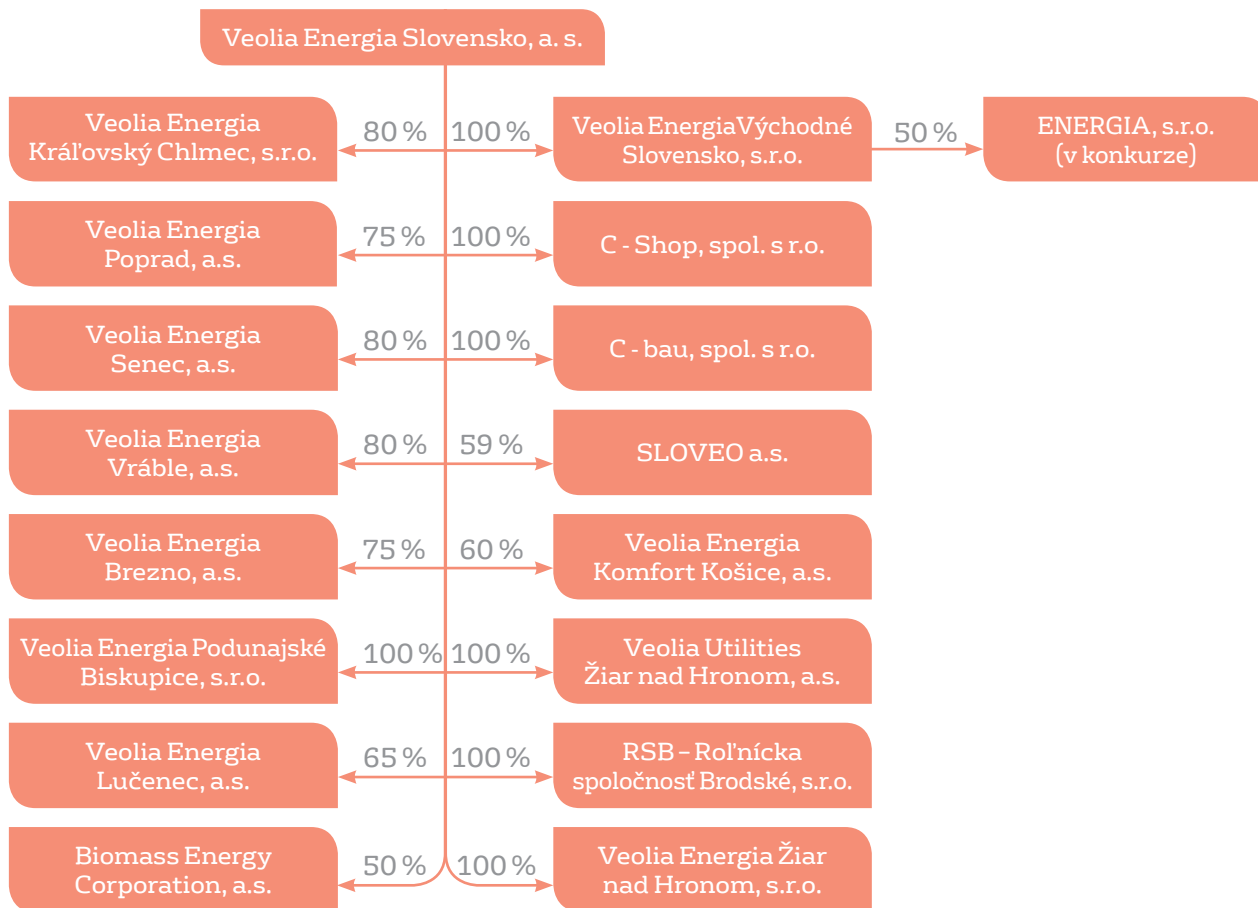 Veolia Energia Slovensko, a. s.
Veolia Energia
Kráľovský Chlmec, s.r.o.
80 %
100 %
Veolia Energia Východné
Slovensko, s.r.o.
50 %
ENERGIA, s.r.o.
(v konkurze)
Veolia Energia
Poprad, a.s.
75 %
100 %
C - Shop, spol. s r.o.
Veolia Energia
Senec, a.s.
80 %
100 %
C - bau, spol. s r.o.
Veolia Energia
Vráble, a.s.
80 %
59 %
SLOVEO a.s.
Veolia Energia
Brezno, a.s.
75 %
60 %
Veolia Energia
Komfort Košice, a.s.
Veolia Energia Podunajské
Biskupice, s.r.o.
100 %
100 %
Veolia Utilities
Žiar nad Hronom, a.s.
Veolia Energia
Lučenec, a.s.
65 %
100 %
RSB – Roľnícka
spoločnosť Brodské, s.r.o.
Biomass Energy
Corporation, a.s.
50 %
100 %
Veolia Energia Žiar
nad Hronom, s.r.o.